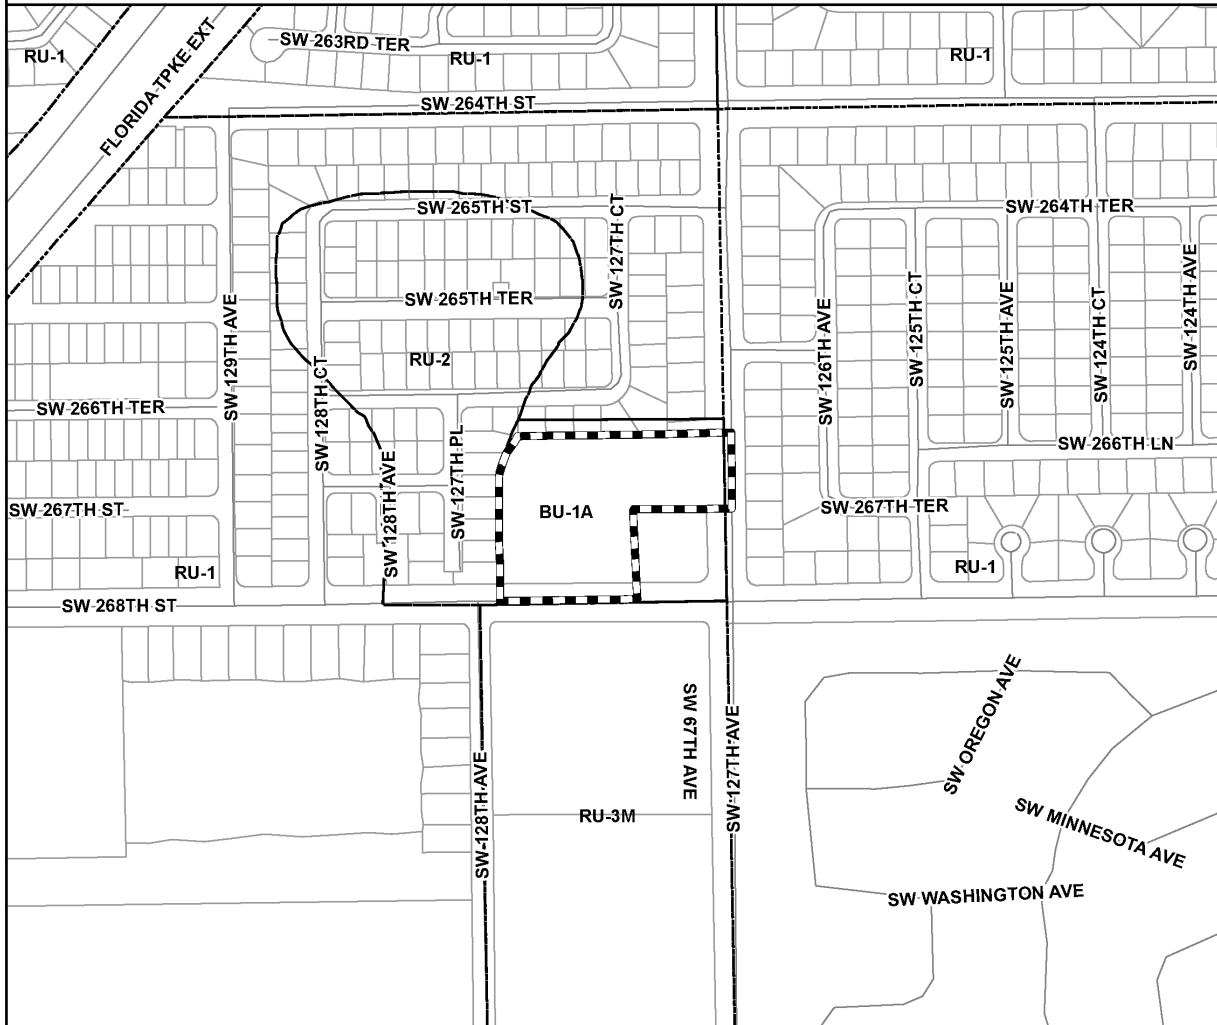 RU-1
FLORIDA TPKE EXT
SW 263RD TER
RU-1
RU-1
SW 264TH ST
SW 265TH ST
SW 127TH CT
SW 264TH TER
SW 265TH TER
SW 129TH AVE
SW 126TH AVE
SW 125TH CT
SW 125TH AVE
SW 124TH CT
SW 124TH AVE
RU-2
SW 128TH CT
SW 266TH TER
SW 266TH LN
SW 127TH PL
SW 128TH AVE
SW 267TH ST
BU-1A
SW 267TH TER
RU-1
RU-1
SW 268TH ST
SW 67TH AVE
SW 127TH AVE
SW OREGON AVE
SW 128TH AVE
RU-3M
SW MINNESOTA AVE
SW WASHINGTON AVE